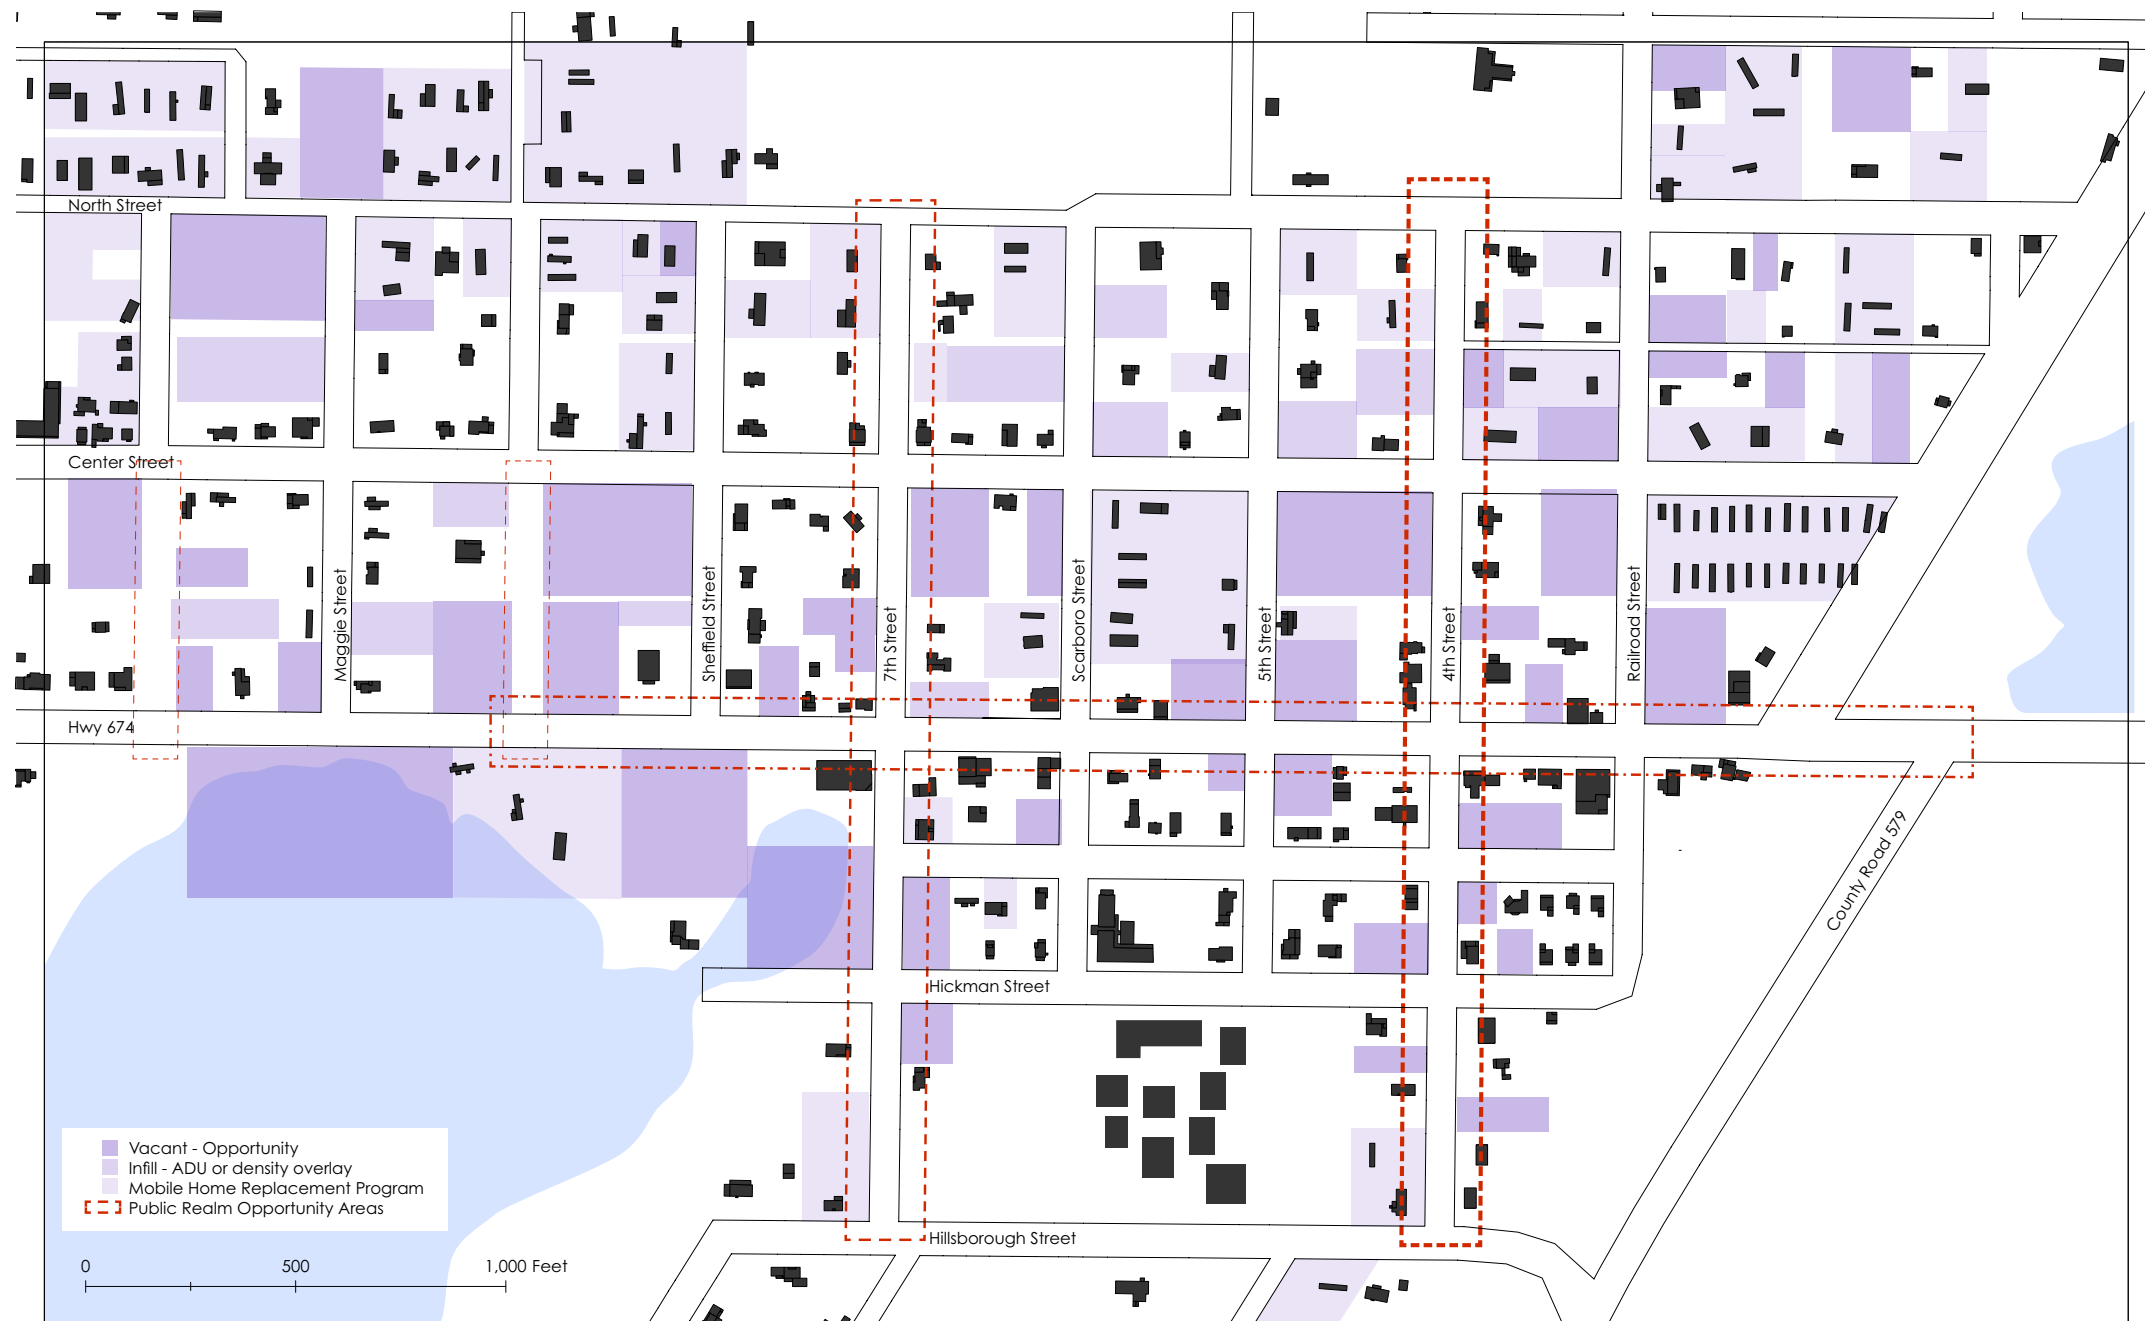 North Street
Center Street
Maggie Street
Sheffield Street
7th Street
Scarboro Street
5th Street
4th Street
Railroad Street
Hwy 674
County Road 579
Hickman Street
Vacant - Opportunity
Infill - ADU or density overlay
Mobile Home Replacement Program
Public Realm Opportunity Areas
Hillsborough Street
0 500 1,000 Feet